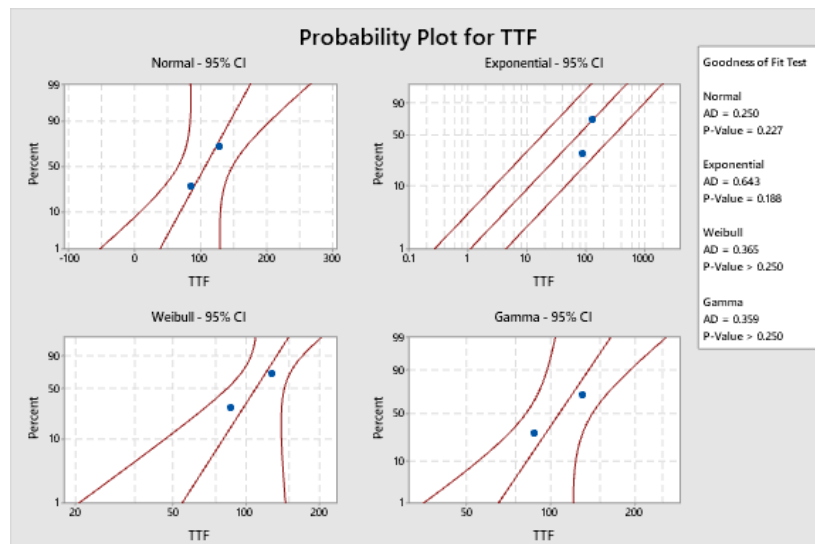 Probability Plot for TTF
Normal - 95% CI
Exponential - 95% CI
99
90
50
10
1
Percent
-100
0
100
200
300
TTF
90
50
10
1
Percent
0.1
1
10
100
1000
TTF
Weibull - 95% CI
Gamma - 95% CI
90
50
10
1
Percent
20
50
100
200
TTF
99
90
50
10
1
Percent
50
100
200
TTF
Goodness of Fit Test
Normal
AD = 0.250
P-Value = 0.227
Exponential
AD = 0.643
P-Value = 0.188
Weibull
AD = 0.365
P-Value > 0.250
Gamma
AD = 0.359
P-Value > 0.250